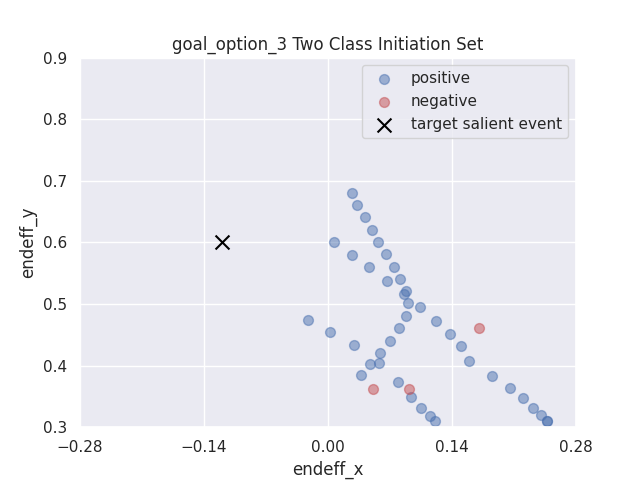 goal_option_3 Two Class Initiation Set
positive
negative
target salient event
endeff_y
0.9
0.8
0.7
0.6
0.5
0.4
0.3
−0.28
−0.14
0.00
0.14
0.28
endeff_x